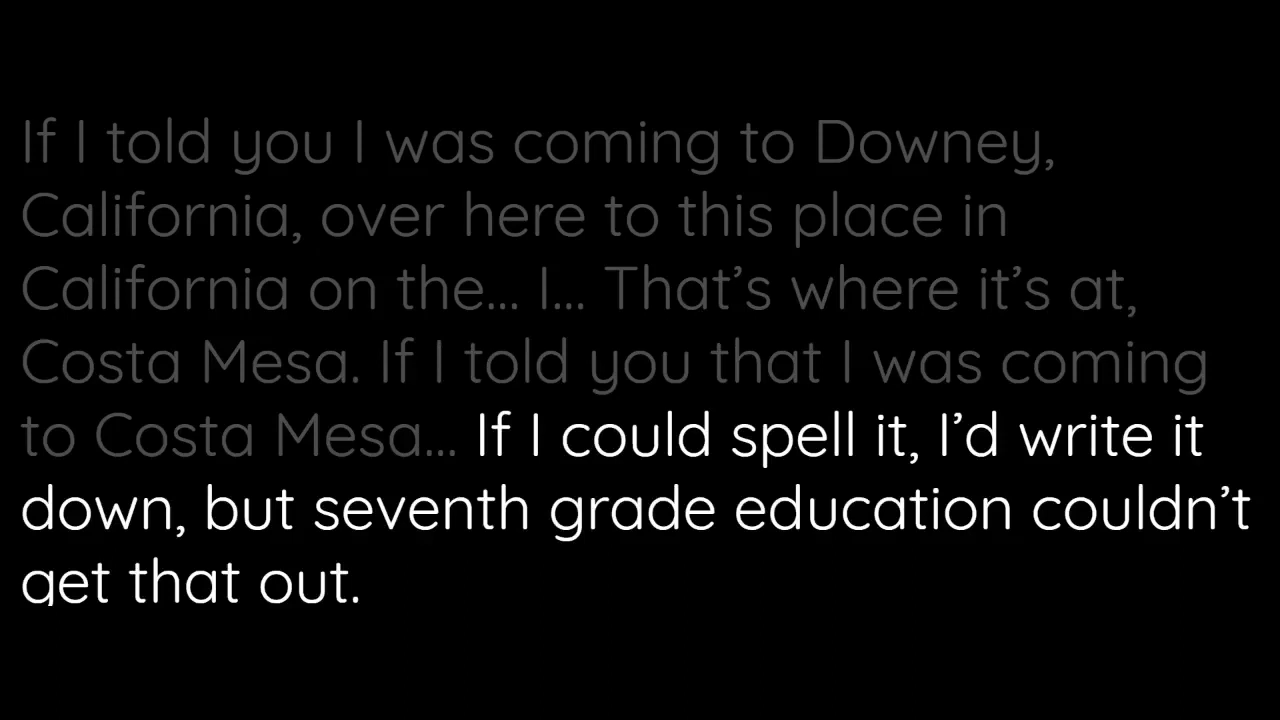 If I told you I was coming to Downey,
California, over here to this place in
California on the... I... That’s where it’s at,
Costa Mesa. If I told you that I was coming
to Costa Mesa... If I could spell it, I’d write it
down, but seventh grade education couldn’t
get that out.